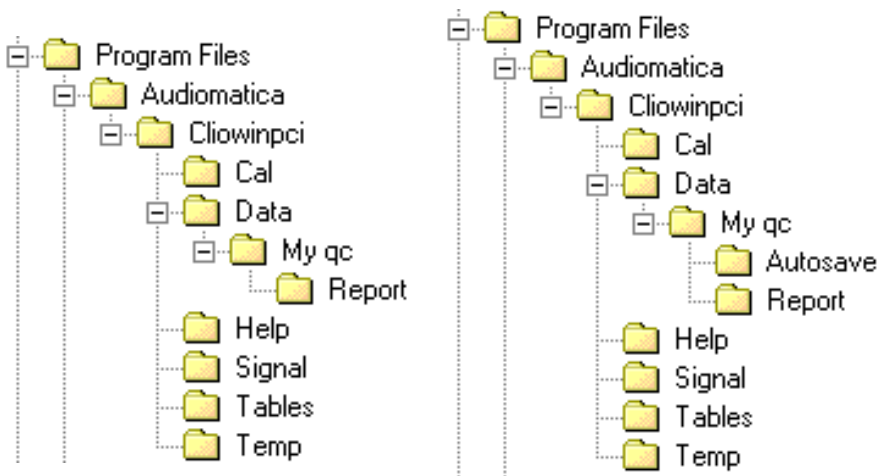 Program Files
Audiomatica
Cliowinpci
Cal
Data
My qc
Report
Help
Signal
Tables
Temp
Program Files
Audiomatica
Cliowinpci
Cal
Data
My qc
Autosave
Report
Help
Signal
Tables
Temp